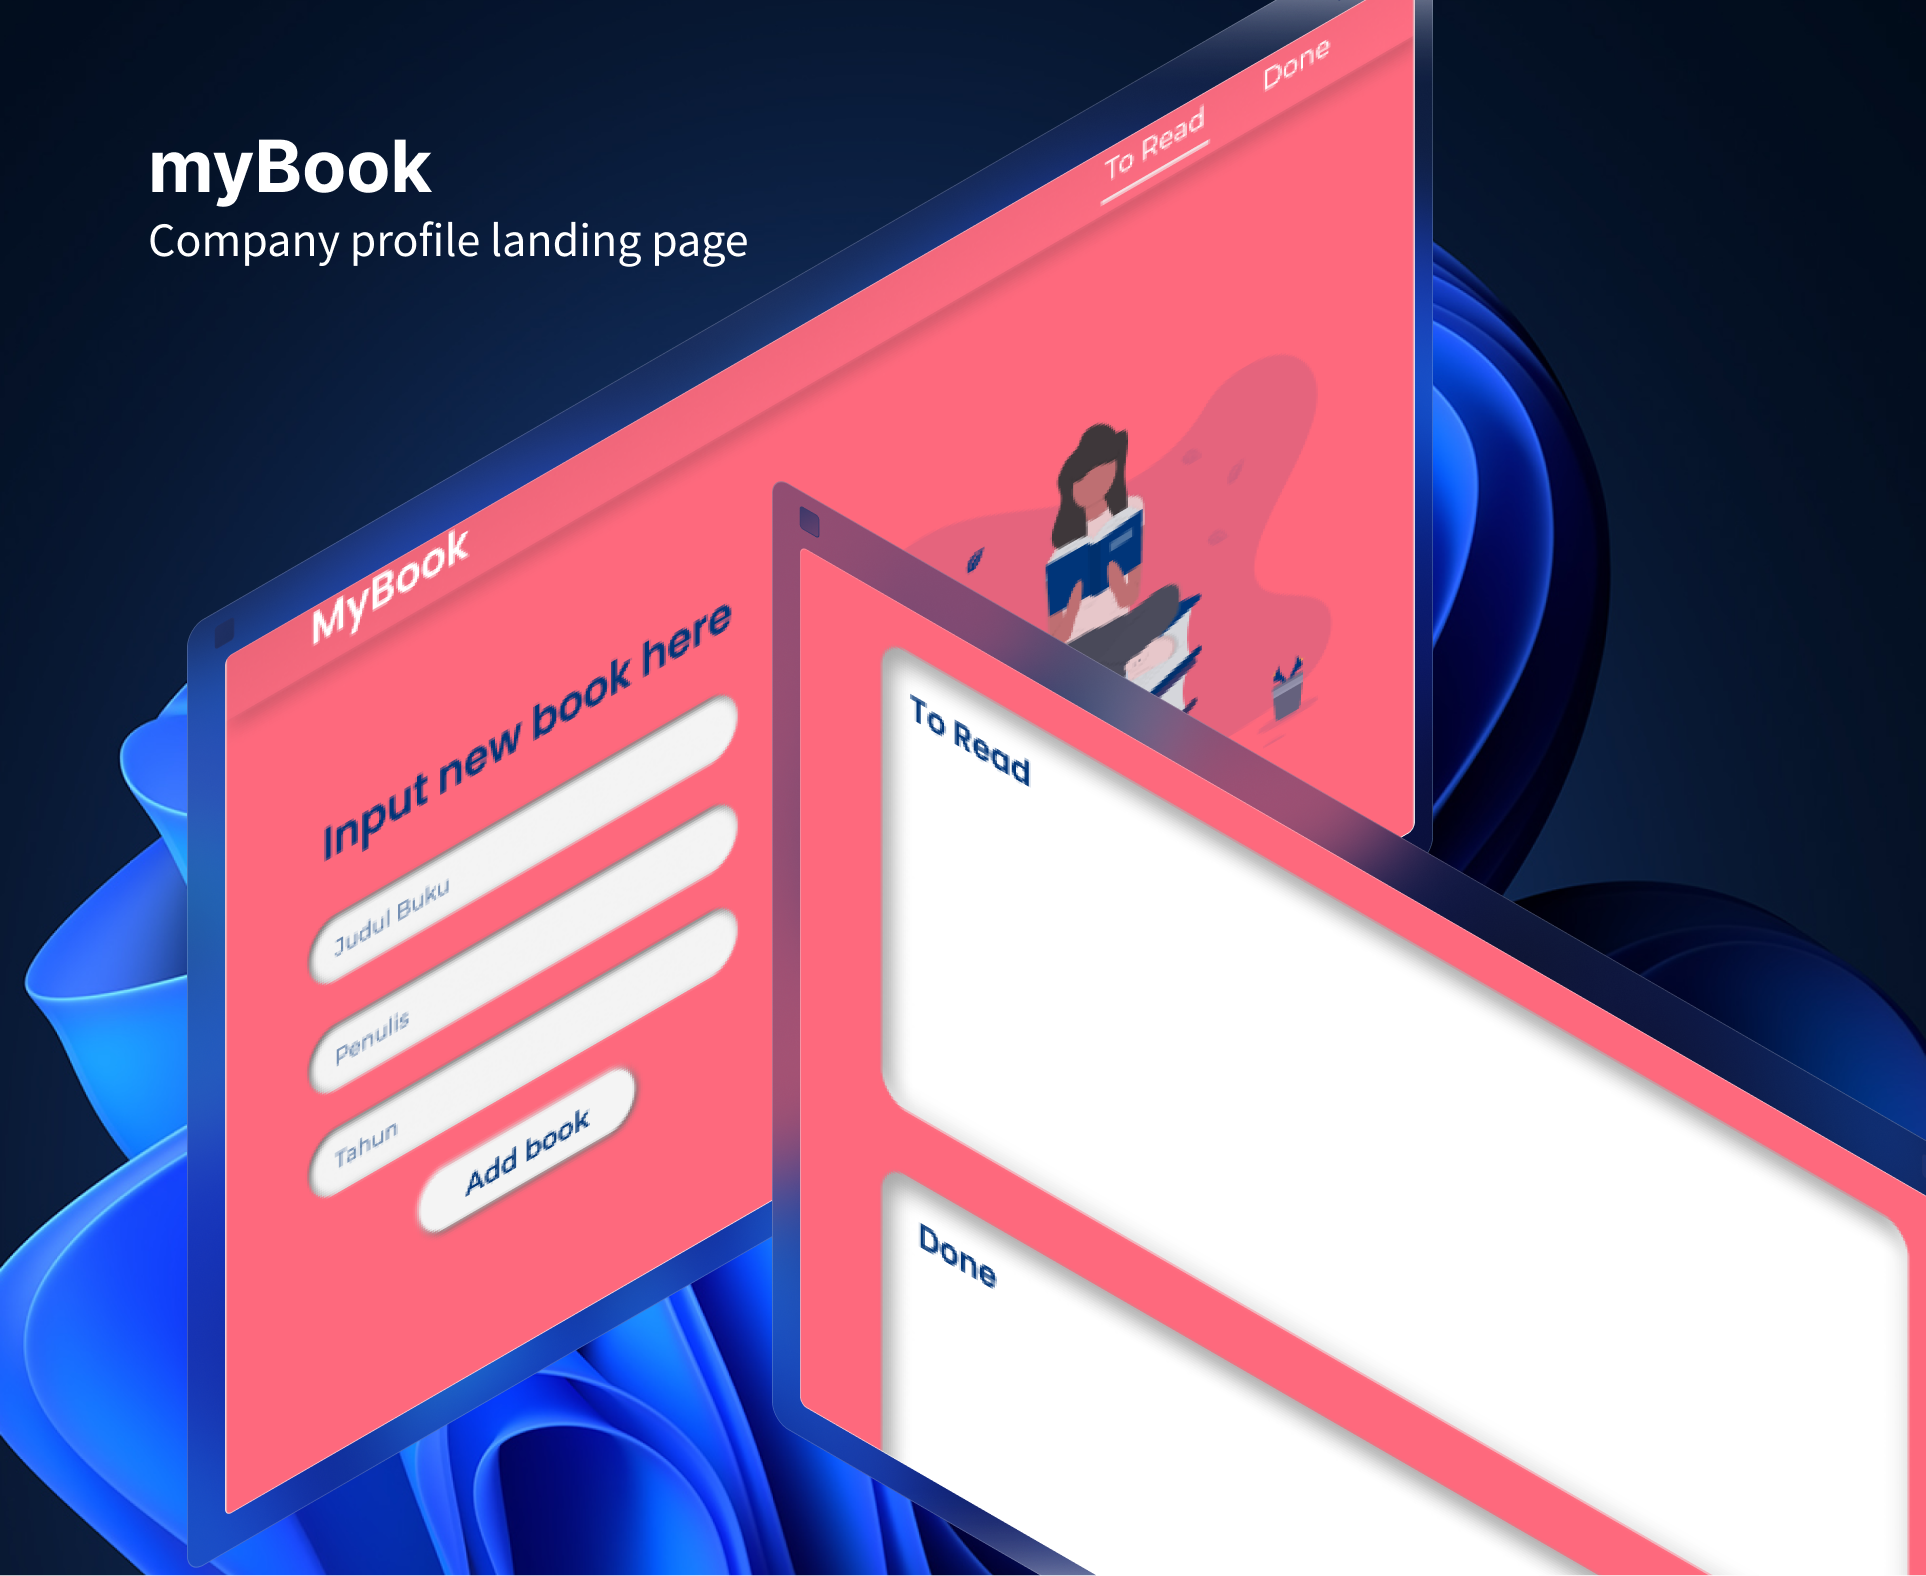 myBook
Company profile landing page
MyBook
To Read
Done
Input new book here
Judul Buku
Penulis
Tahun
Add book
To Read
Done